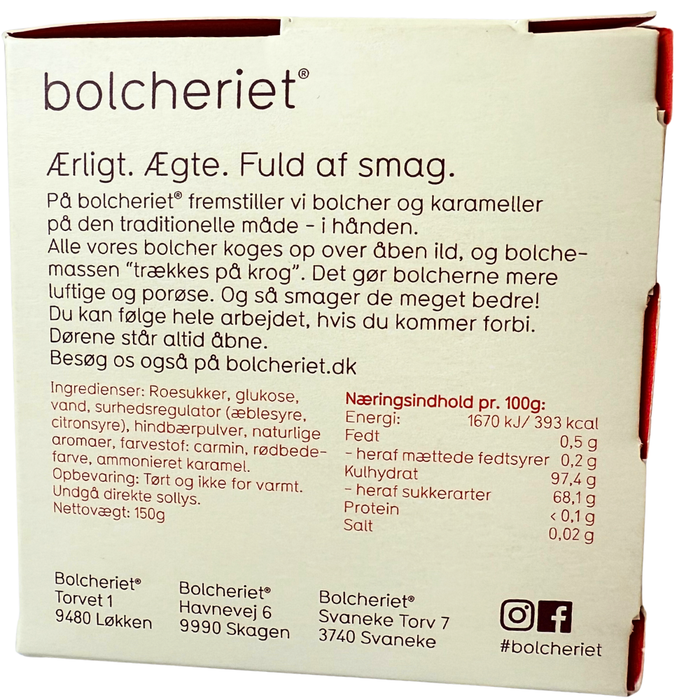 bolcheriet®
Ærligt. Ægte. Fuld af smag.
På bolcheriet® fremstiller vi bolcher og karameller
på den traditionelle måde - i hånden.
Alle vores bolcher koges op over åben ild, og bolche-
massen "trækkes på krog". Det gør bolcherne mere
luftige og porøse. Og så smager de meget bedre!
Du kan følge hele arbejdet, hvis du kommer forbi.
Dørene står altid åbne.
Besøg os også på bolcheriet.dk
Ingredienser: Roesukker, glukose,
vand, surhedsregulator (æblesyre,
citronsyre), hindbærpulver, naturlige
aromaer, farvestof: carmin, rødbede-
farve, ammonieret karamel.
Opbevaring: Tørt og ikke for varmt.
Undgå direkte sollys.
Nettovægt: 150g
Næringsindhold pr. 100g:
Energi: 1670 kJ/ 393 kcal
Fedt 0,5 g
- heraf mættede fedtsyrer 0,2 g
Kulhydrat 97,4 g
- heraf sukkerarter 68,1 g
Protein < 0,1 g
Salt 0,02 g
Bolcheriet®
Torvet 1
9480 Løkken
Bolcheriet®
Havnevej 6
9990 Skagen
Bolcheriet®
Svaneke Torv 7
3740 Svaneke
#bolcheriet